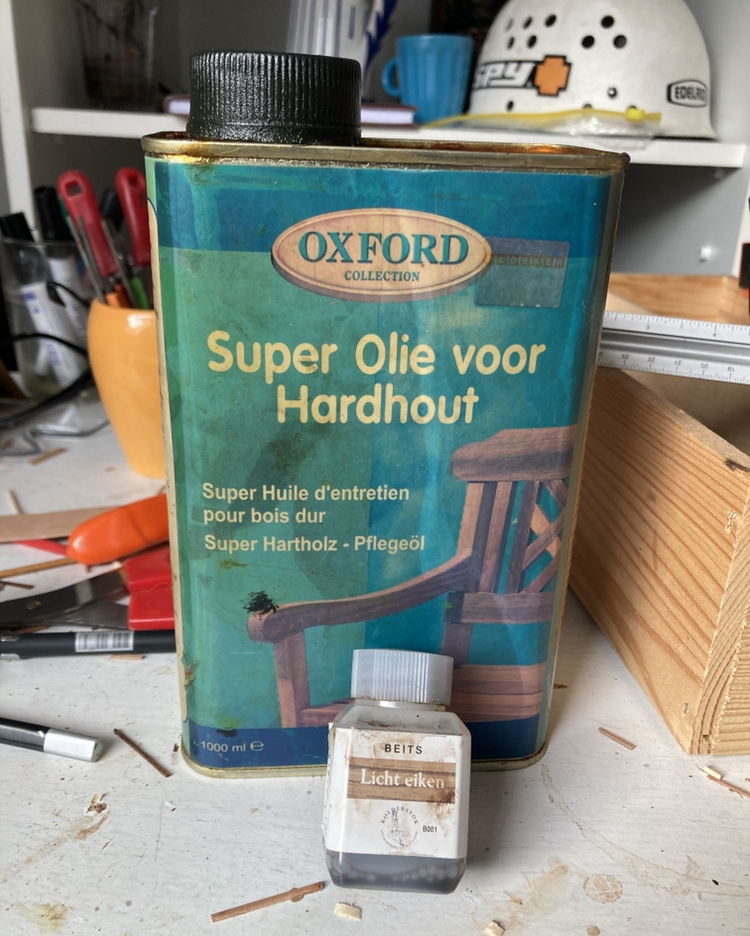 SPY
EDELRID
OXFORD
COLLECTION
Super Olie voor
Hardhout
Super Huile d'entretien
pour bois dur
Super Hartholz - Pflegeöl
1000 ml ℮
BEITS
Licht eiken
B001